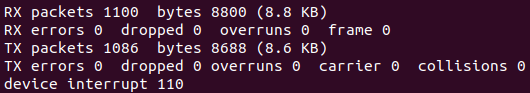 RX packets 1100  bytes 8800 (8.8 KB)
RX errors 0  dropped 0  overruns 0  frame 0
TX packets 1086  bytes 8688 (8.6 KB)
TX errors 0  dropped 0 overruns 0  carrier 0  collisions 0
device interrupt 110